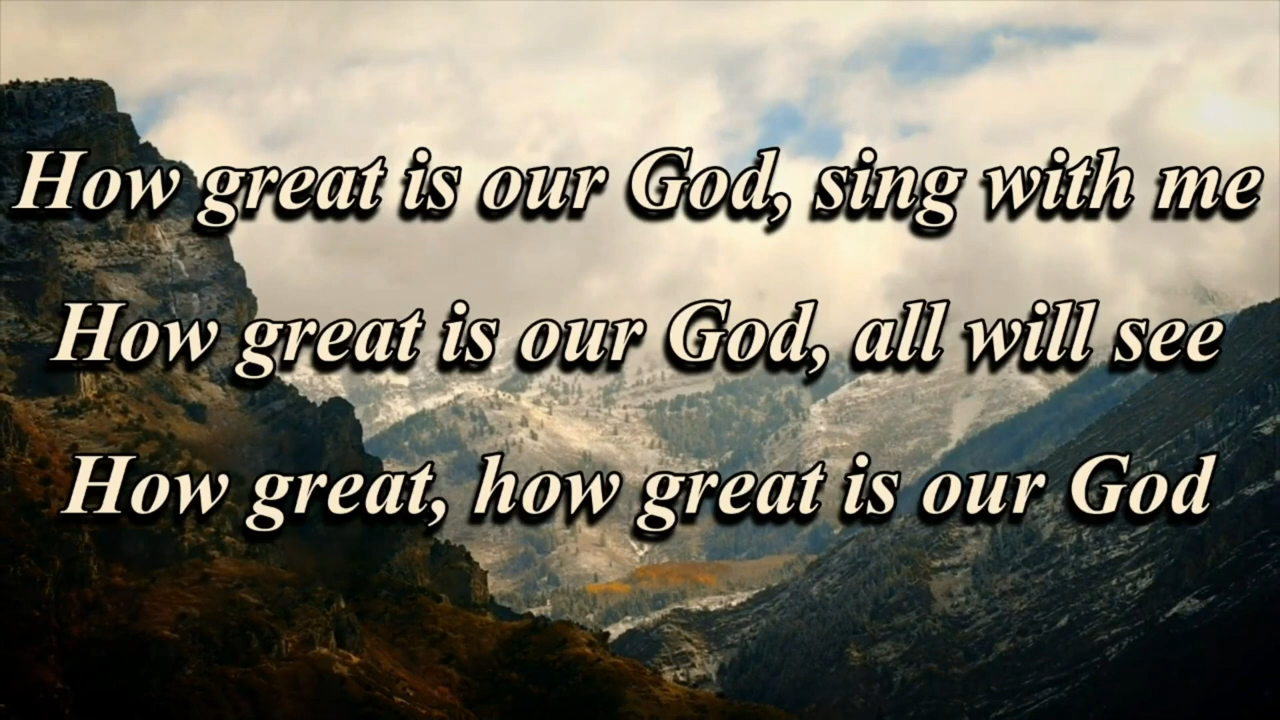 How great is our God, sing with me
How great is our God, all will see
How great, how great is our God